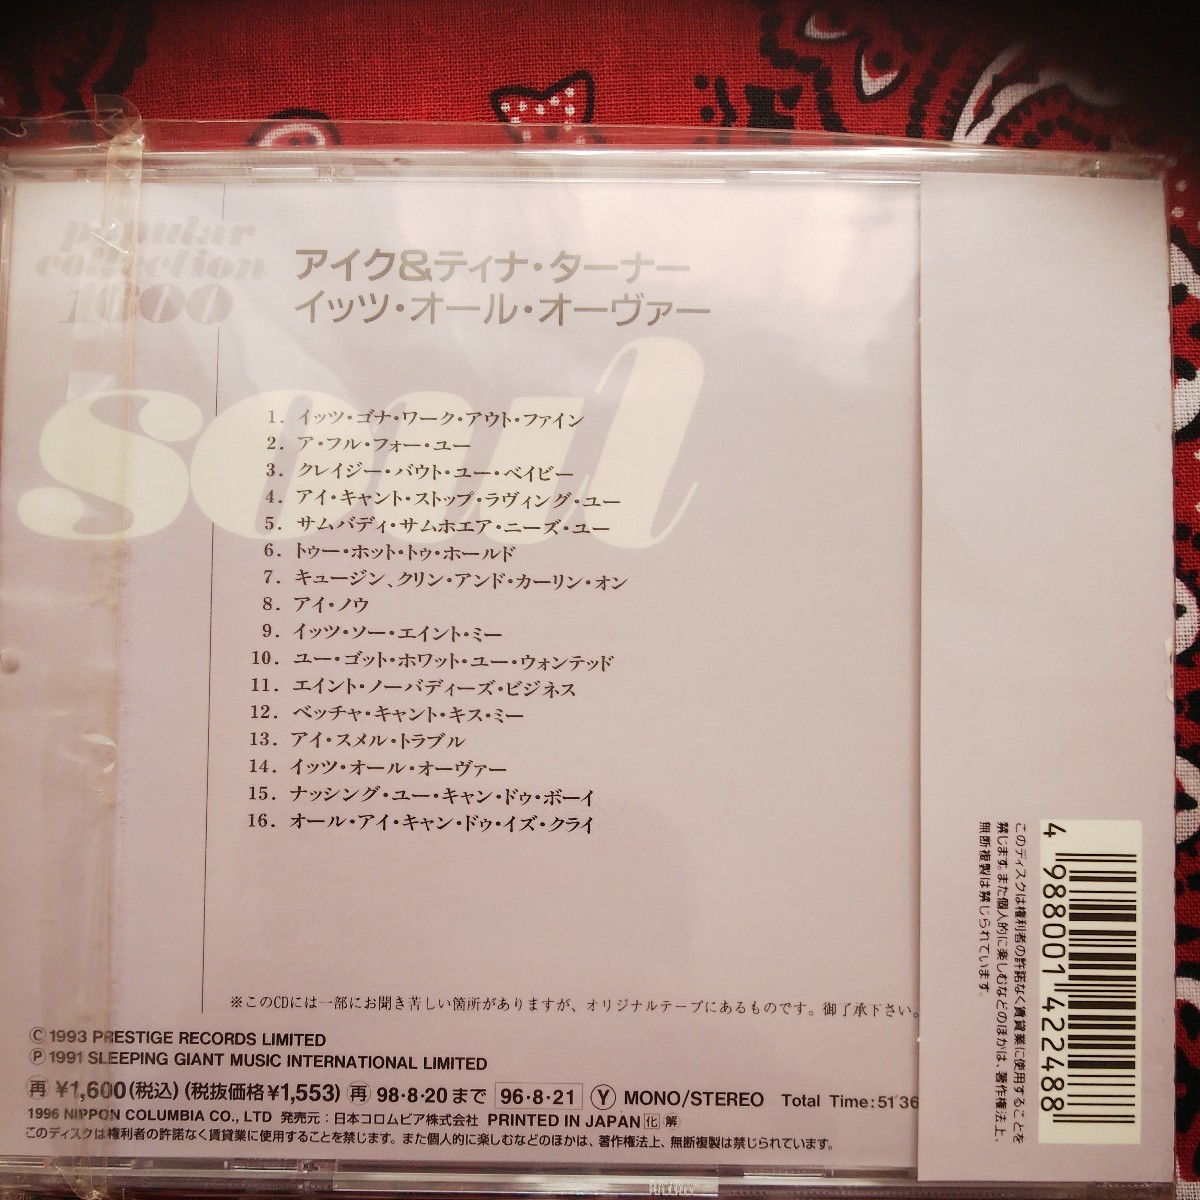 popular
collection
1600
アイク&ティナ・ターナー
イッツ・オール・オーヴァー
soul
1. イッツ・ゴナ・ワーク・アウト・ファイン
2. ア・フル・フォー・ユー
3. クレイジー・バウト・ユー・ベイビー
4. アイ・キャント・ストップ・ラヴィング・ユー
5. サムバディ・サムホエア・ニーズ・ユー
6. トゥー・ホット・トゥ・ホールド
7. キュージン、クリン・アンド・カーリン・オン
8. アイ・ノウ
9. イッツ・ソー・エイント・ミー
10. ユー・ゴット・ホワット・ユー・ウォンテッド
11. エイント・ノーバディーズ・ビジネス
12. ベッチャ・キャント・キス・ミー
13. アイ・スメル・トラブル
14. イッツ・オール・オーヴァー
15. ナッシング・ユー・キャン・ドゥ・ボーイ
16. オール・アイ・キャン・ドゥ・イズ・クライ
※このCDには一部にお聞き苦しい箇所がありますが、オリジナルテープにあるものです。御了承下さい。
Ⓒ 1993 PRESTIGE RECORDS LIMITED
Ⓟ 1991 SLEEPING GIANT MUSIC INTERNATIONAL LIMITED
再 ¥1,600(税込) (税抜価格¥1,553) 再 98・8・20 まで 96・8・21 Ⓨ MONO/STEREO Total Time:51'36
1996 NIPPON COLUMBIA CO., LTD 発売元:日本コロムビア株式会社 PRINTED IN JAPAN 化 解
このディスクは権利者の許諾なく賃貸業に使用することを禁じます。また個人的に楽しむなどのほかは、著作権法上、無断複製は禁じられています。
4 988001 422488
このディスクは権利者の許諾なく賃貸業に使用することを
禁じます。また個人的に楽しむなどのほかは、著作権法上、
無断複製は禁じられています。